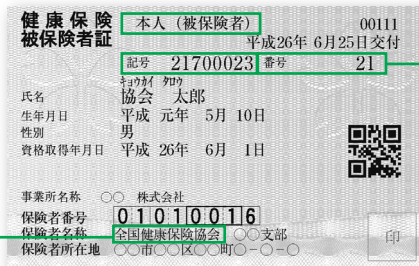 健康保険 本人（被保険者） 00111
被保険者証 平成26年 6月25日交付
記号 21700023 番号 21
キョウカイ タロウ
氏名 協会 太郎
生年月日 平成 元年 5月 10日
性別 男
資格取得年月日 平成 26年 6月 1日
事業所名称 ○○ 株式会社
保険者番号 01010016
保険者名称 全国健康保険協会 ○○支部
保険者所在地 ○○市○○区○○町○-○-○
印